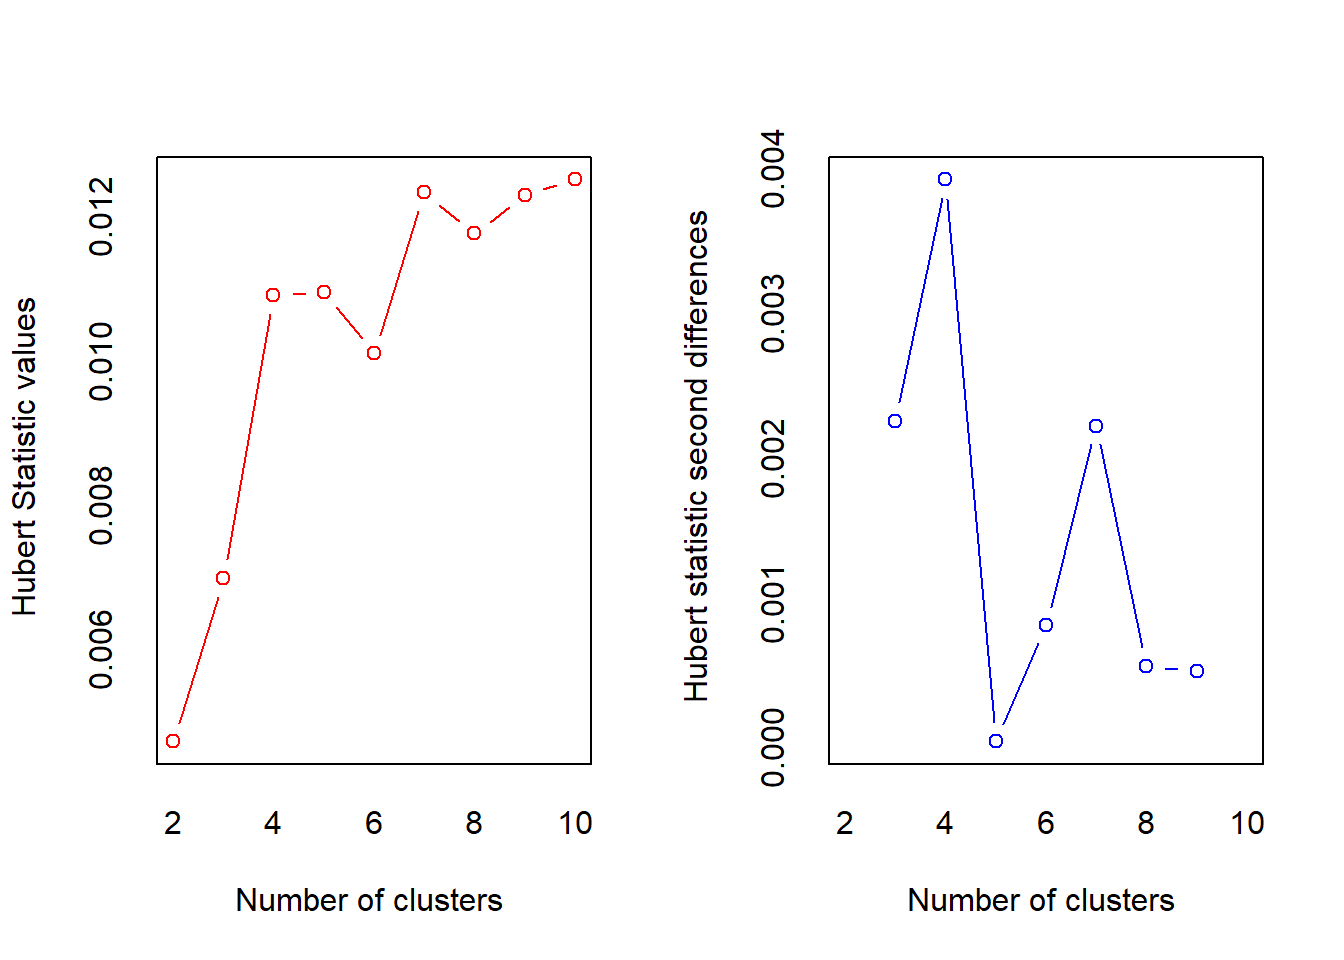 Hubert Statistic values
0.012
0.010
0.008
0.006
2 4 6 8 10
Number of clusters
Hubert statistic second differences
0.004
0.003
0.002
0.001
0.000
2 4 6 8 10
Number of clusters